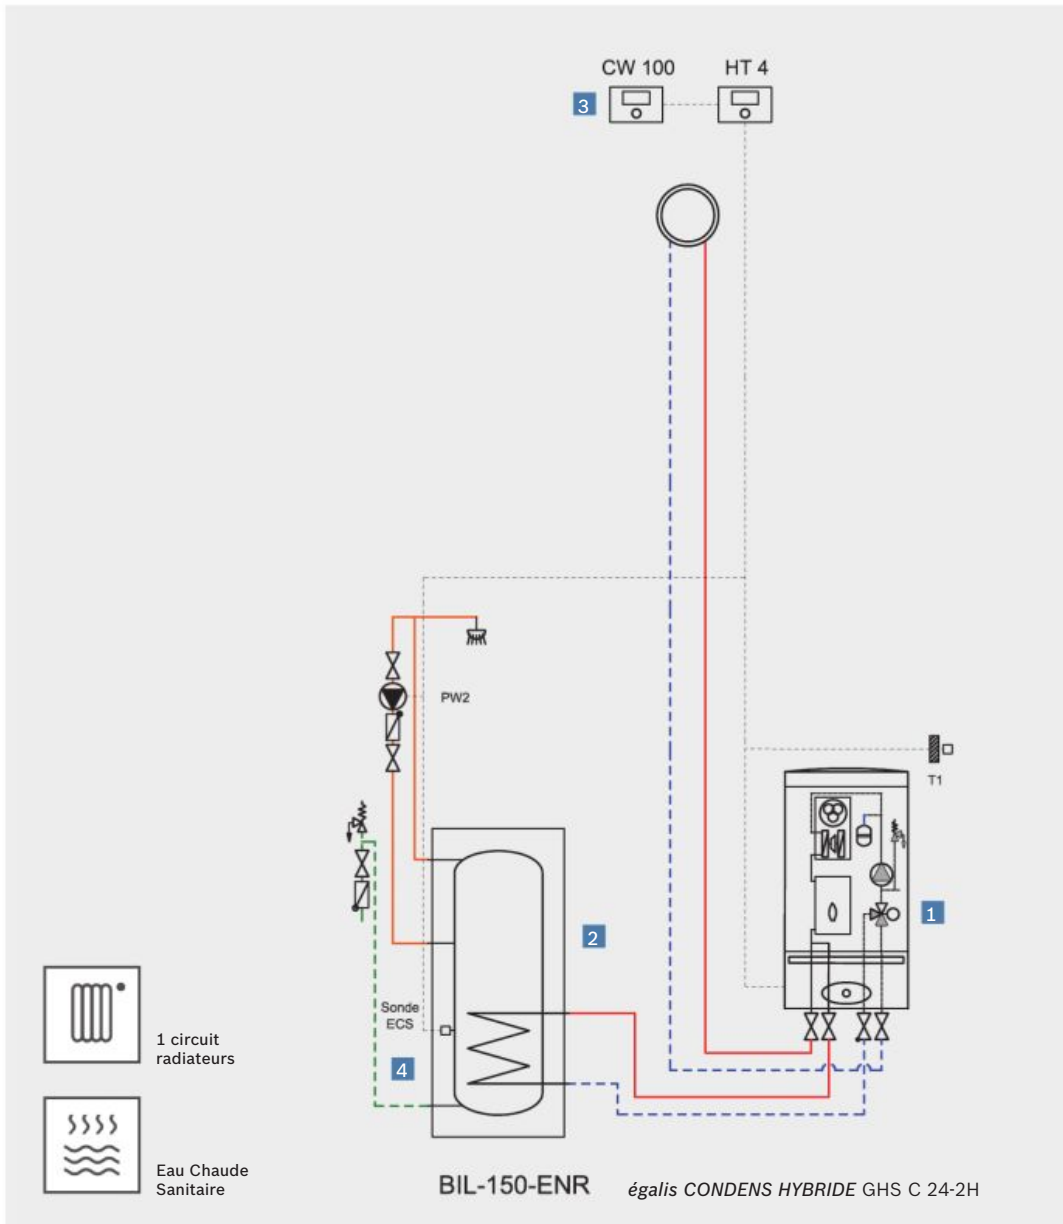 CW 100
HT 4
3
PW2
T1
1
2
Sonde
ECS
4
1 circuit
radiateurs
Eau Chaude
Sanitaire
BIL-150-ENR
égalis CONDENS HYBRIDE GHS C 24-2H